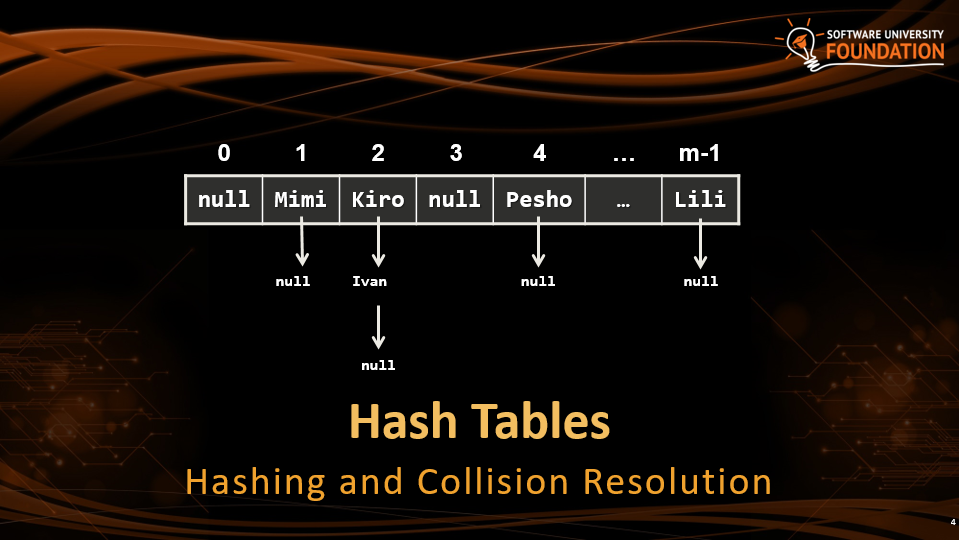 SOFTWARE UNIVERSITY
FOUNDATION
0 1 2 3 4 … m-1
null Mimi Kiro null Pesho … Lili
null Ivan null null
null
Hash Tables
Hashing and Collision Resolution
4